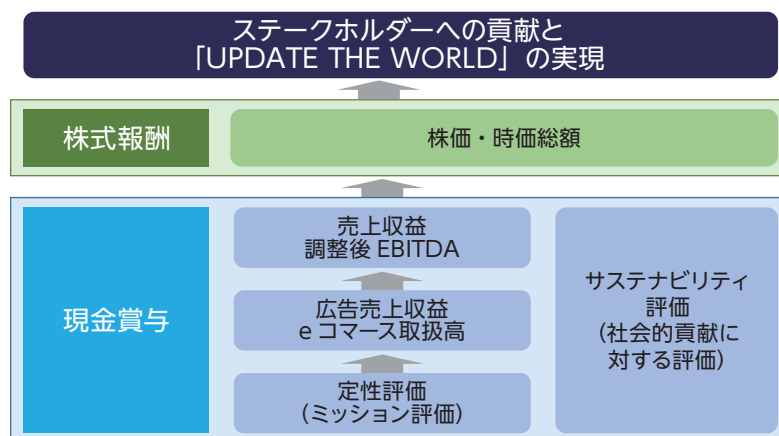 ステークホルダーへの貢献と
「UPDATE THE WORLD」の実現
株式報酬
株価・時価総額
現金賞与
売上収益
調整後 EBITDA
広告売上収益
e コマース取扱高
定性評価
（ミッション評価）
サステナビリティ
評価
（社会的貢献に
対する評価）